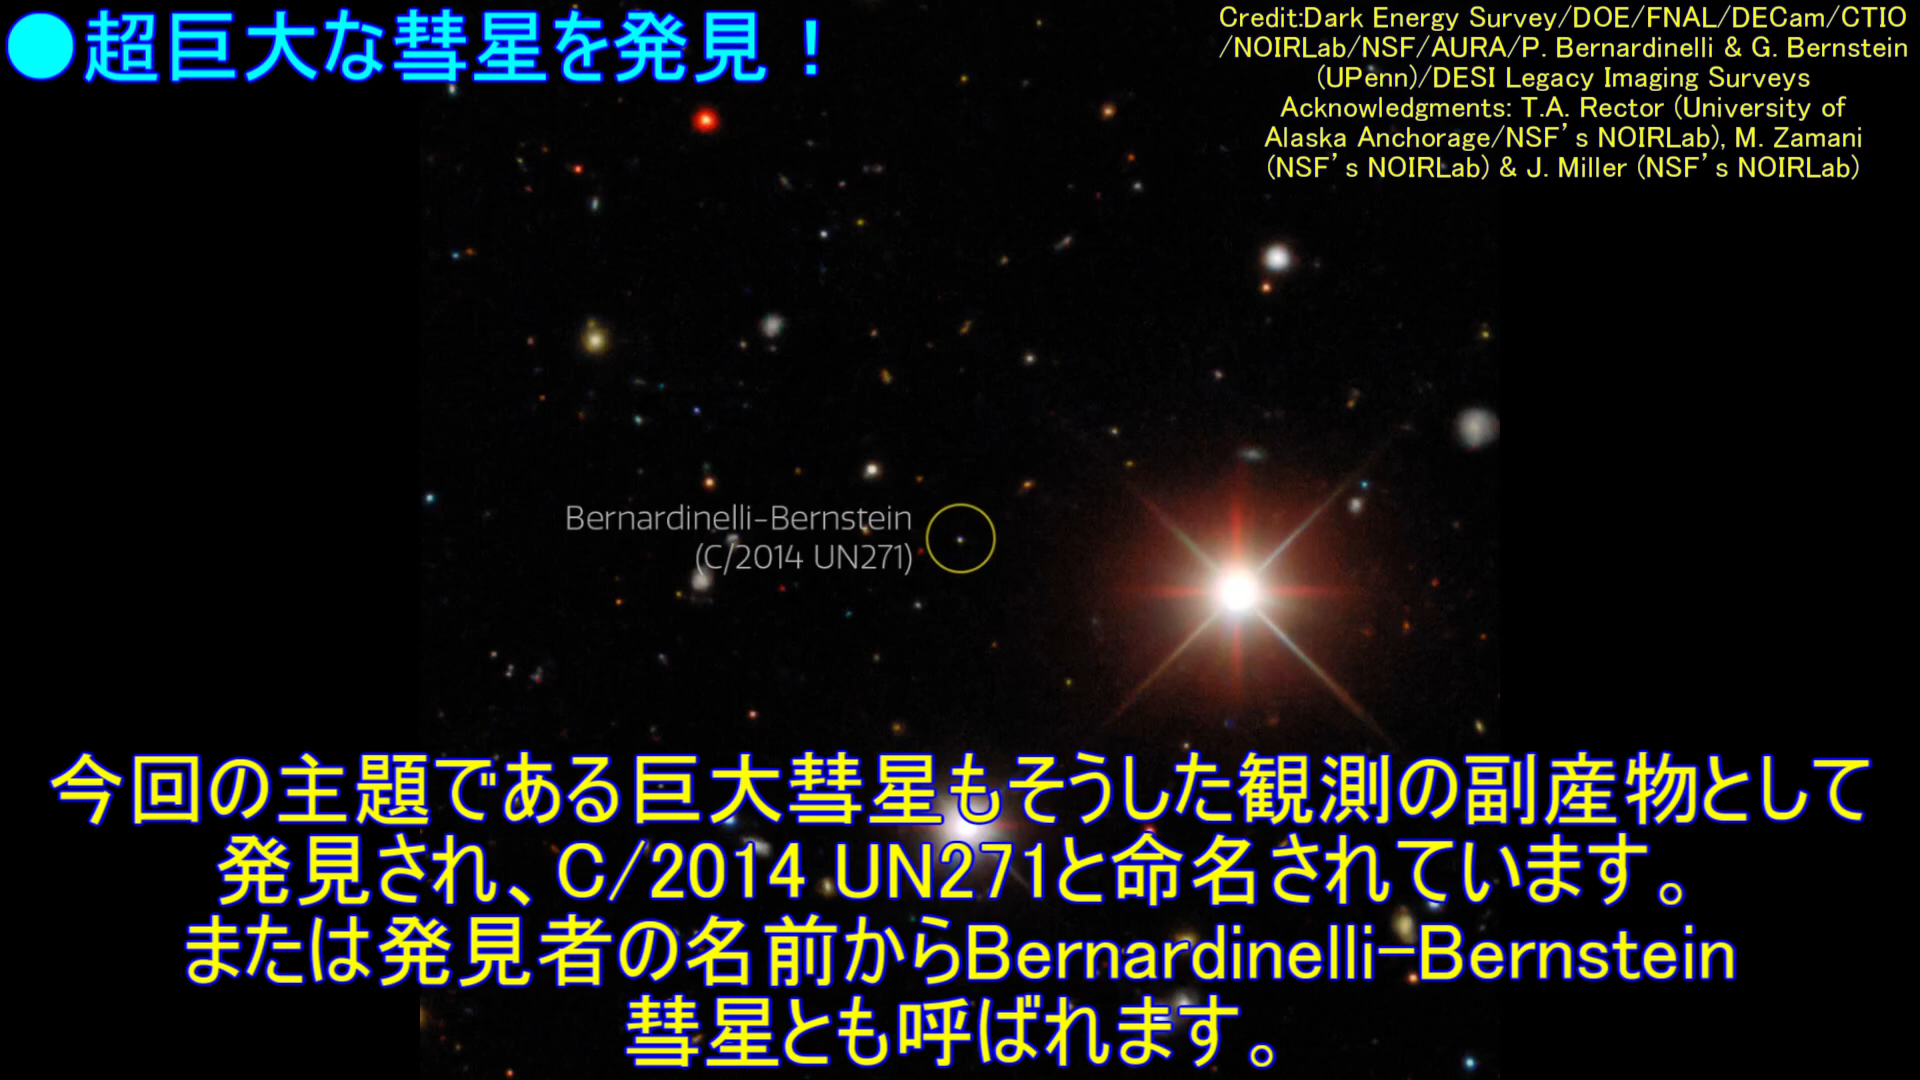 ●超巨大な彗星を発見！
Credit:Dark Energy Survey/DOE/FNAL/DECam/CTIO
/NOIRLab/NSF/AURA/P. Bernardinelli & G. Bernstein
(UPenn)/DESI Legacy Imaging Surveys
Acknowledgments: T.A. Rector (University of
Alaska Anchorage/NSF’s NOIRLab), M. Zamani
(NSF’s NOIRLab) & J. Miller (NSF’s NOIRLab)
Bernardinelli-Bernstein
(C/2014 UN271)
今回の主題である巨大彗星もそうした観測の副産物として
発見され、C/2014 UN271と命名されています。
または発見者の名前からBernardinelli-Bernstein
彗星とも呼ばれます。